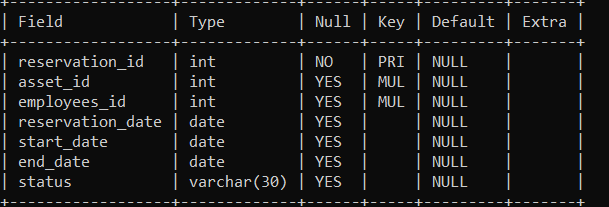 +------------------+-------------+------+-----+---------+-------+
| Field            | Type        | Null | Key | Default | Extra |
+------------------+-------------+------+-----+---------+-------+
| reservation_id   | int         | NO   | PRI | NULL    |       |
| asset_id         | int         | YES  | MUL | NULL    |       |
| employees_id     | int         | YES  | MUL | NULL    |       |
| reservation_date | date        | YES  |     | NULL    |       |
| start_date       | date        | YES  |     | NULL    |       |
| end_date         | date        | YES  |     | NULL    |       |
| status           | varchar(30) | YES  |     | NULL    |       |
+------------------+-------------+------+-----+---------+-------+